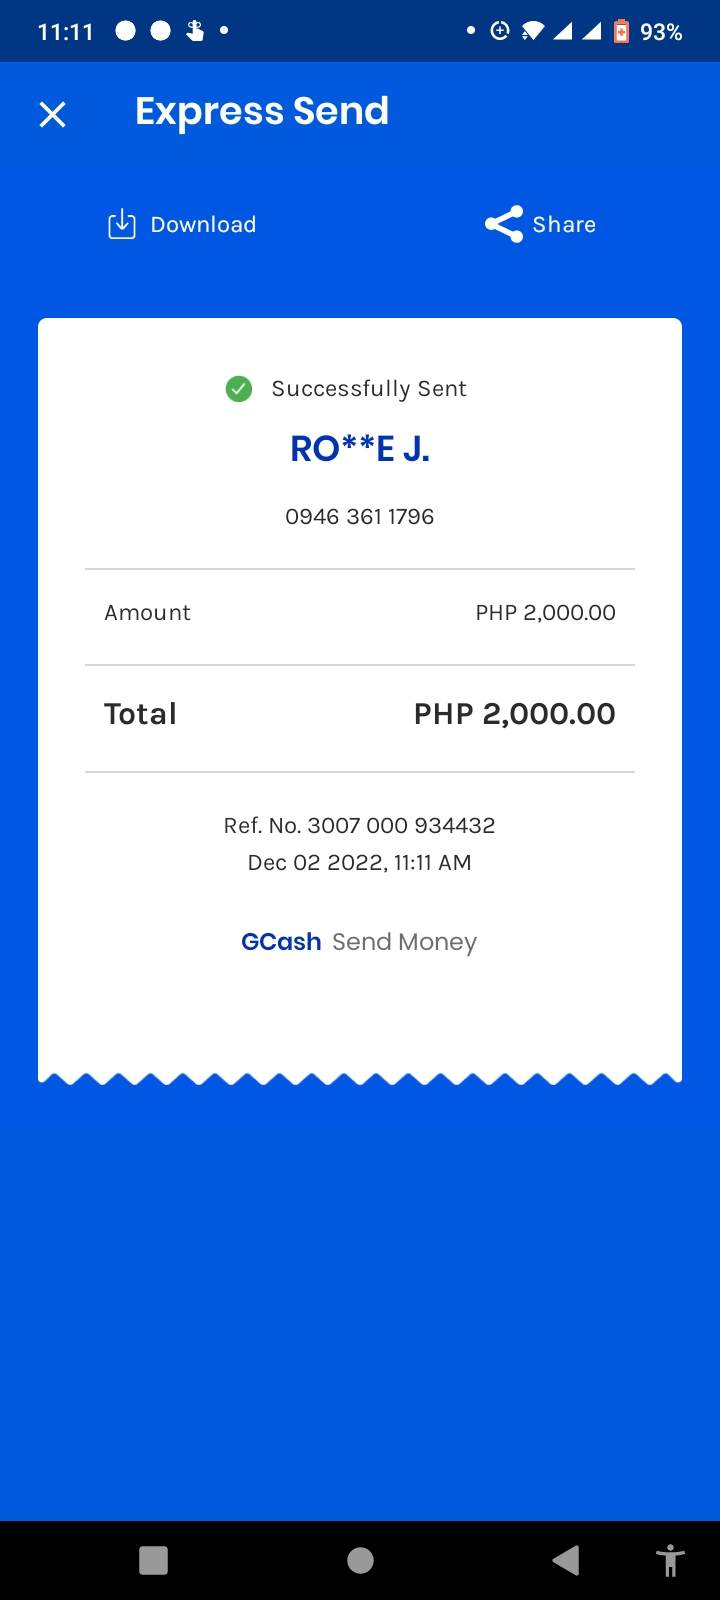 11:11 93%
Express Send
Download Share
Successfully Sent
RO**E J.
0946 361 1796
Amount PHP 2,000.00
Total PHP 2,000.00
Ref. No. 3007 000 934432
Dec 02 2022, 11:11 AM
GCash Send Money